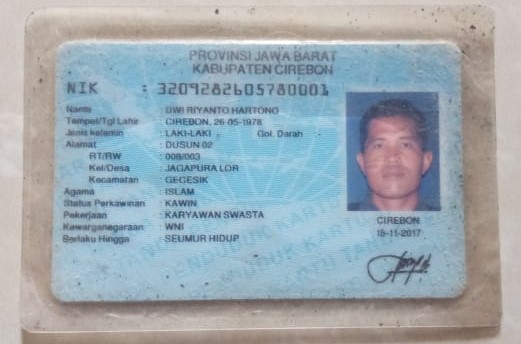 PROVINSI JAWA BARAT
KABUPATEN CIREBON
NIK : 3209282605780001
Nama : DWI RIYANTO HARTONO
Tempat/Tgl Lahir : CIREBON, 26-05-1978
Jenis kelamin : LAKI-LAKI Gol. Darah :
Alamat : DUSUN 02
RT/RW : 009/003
Kel/Desa : JAGAPURA LOR
Kecamatan : GEGESIK
Agama : ISLAM
Status Perkawinan : KAWIN
Pekerjaan : KARYAWAN SWASTA
Kewarganegaraan : WNI
Berlaku Hingga : SEUMUR HIDUP
CIREBON
15-11-2017